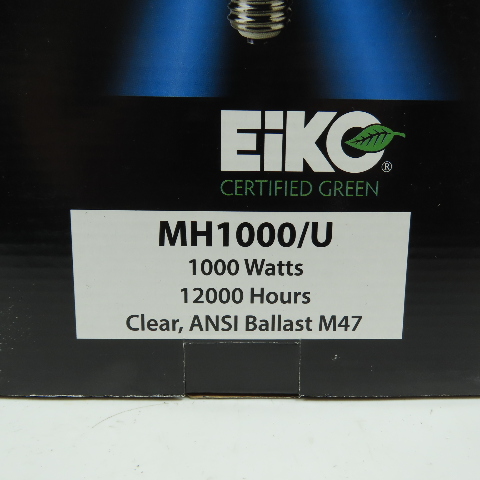 EiKO®
CERTIFIED GREEN
MH1000/U
1000 Watts
12000 Hours
Clear, ANSI Ballast M47